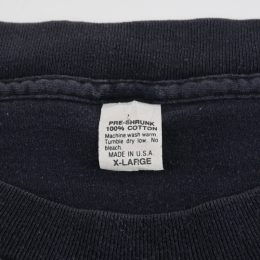 PRE-SHRUNK
100% COTTON
Machine wash warm.
Tumble dry low. No
bleach.
MADE IN U.S.A.
X-LARGE